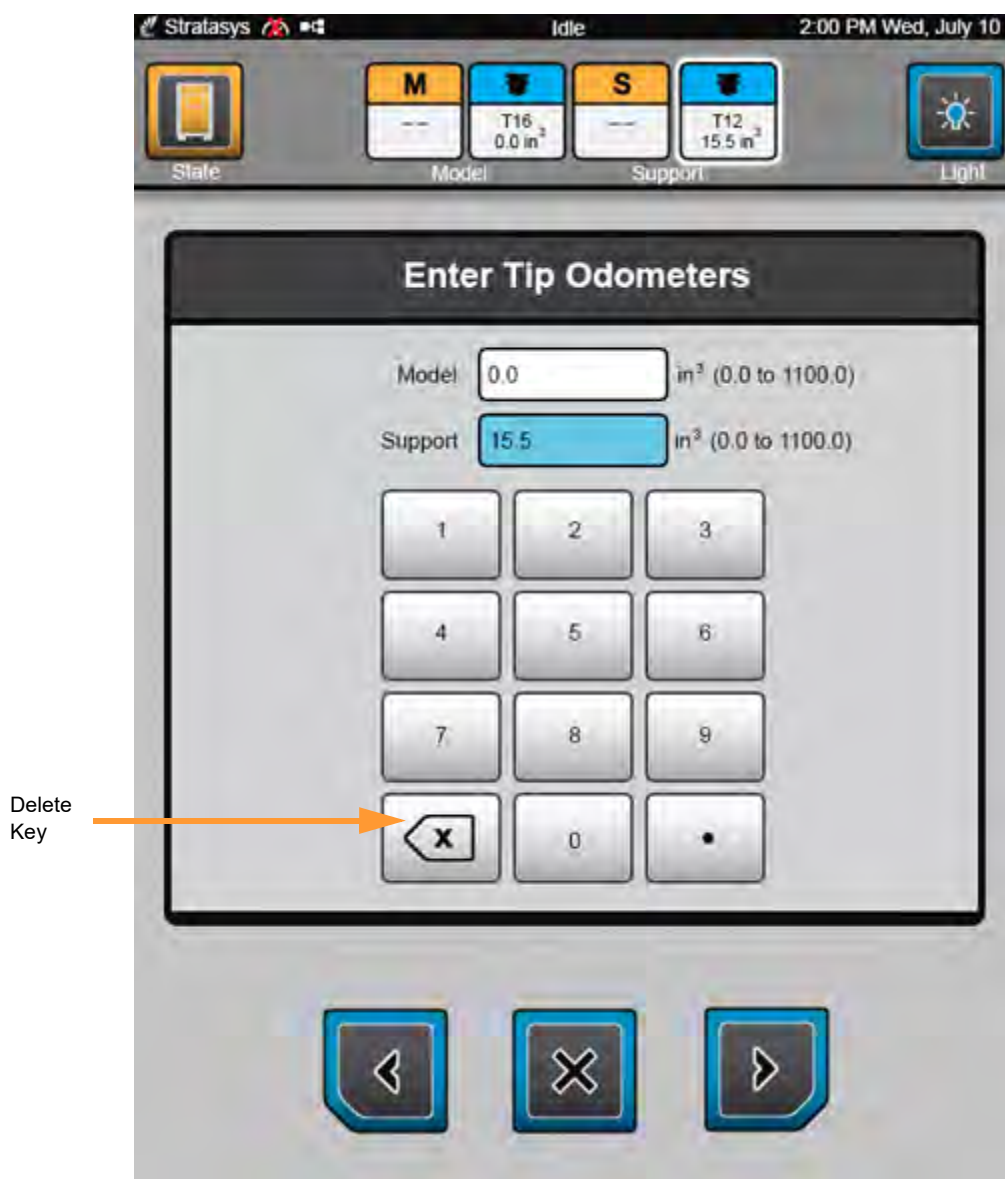 Stratasys Idle 2:00 PM Wed, July 10
M S
-- T16 -- T12
0.0 in³ 15.5 in³
State Model Support Light
Enter Tip Odometers
Model 0.0 in³ (0.0 to 1100.0)
Support 15.5 in³ (0.0 to 1100.0)
1 2 3
4 5 6
7 8 9
Delete
Key
X 0 •